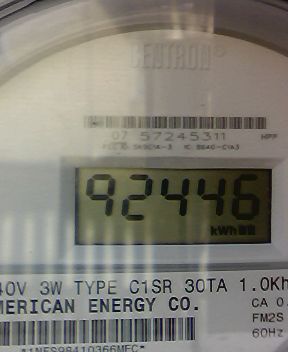 CENTRON®
07 57245311 HPP
92446
kWh
40V 3W TYPE C1SR 30TA 1.0Kh
MERICAN ENERGY CO.
CA 0.
FM2S
60Hz